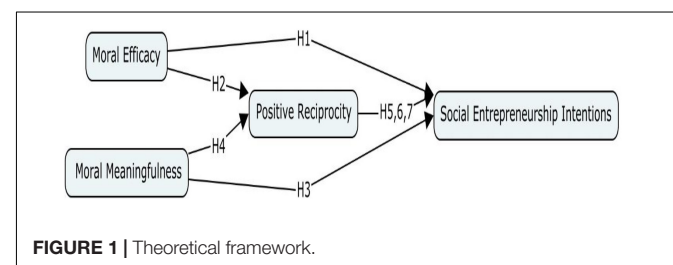 Moral Efficacy
H1
H2
Positive Reciprocity
H5,6,7
Social Entrepreneurship Intentions
H4
Moral Meaningfulness
H3
FIGURE 1 | Theoretical framework.